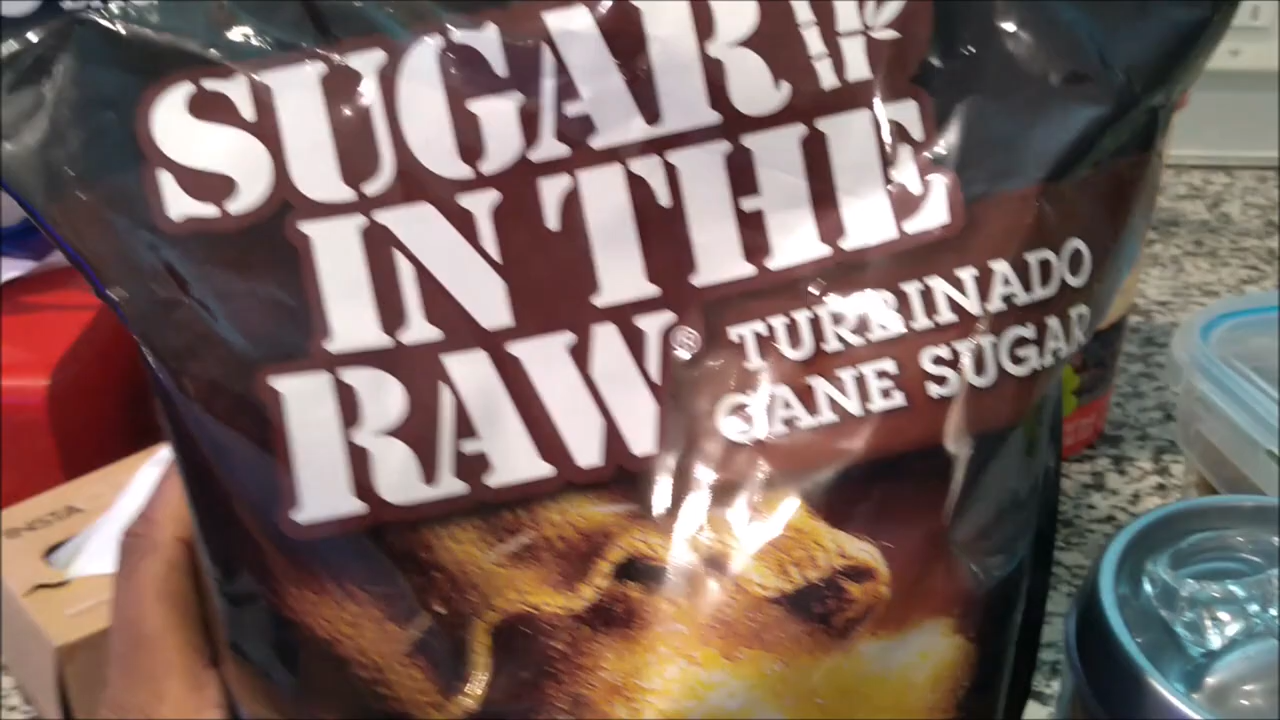 SUGAR
IN THE
RAW®
TURBINADO
CANE SUGAR